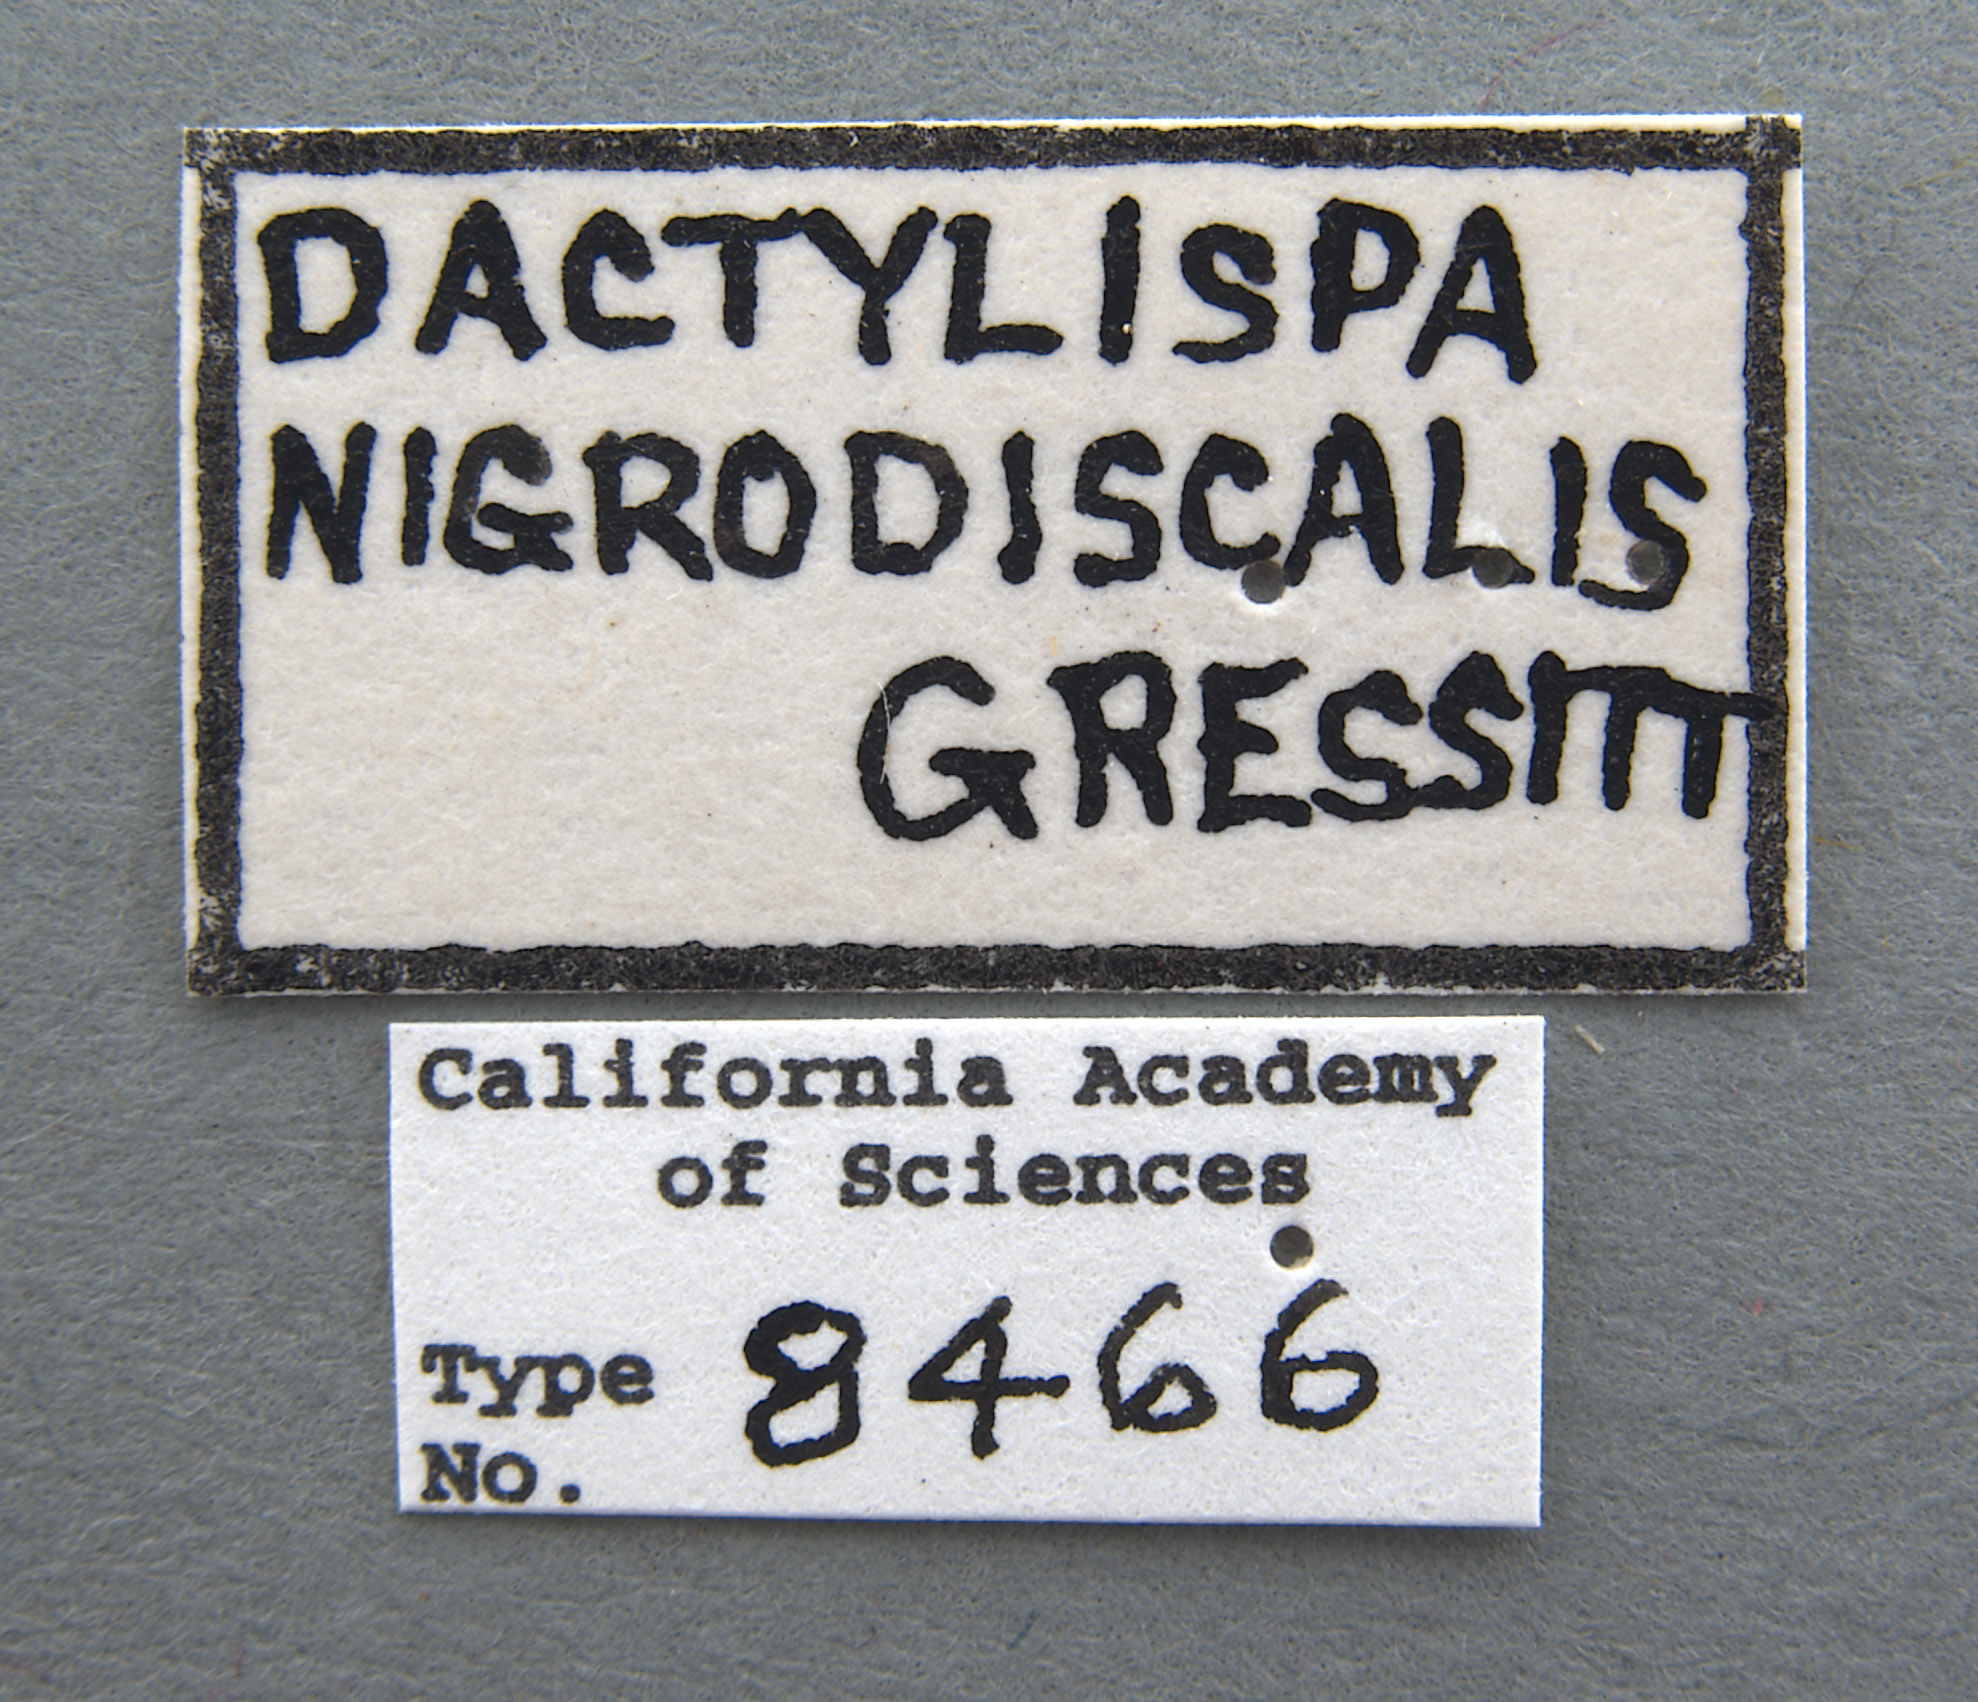 DACTYLISPA
NIGRODISCALIS
GRESSITT
California Academy
of Sciences
Type 8466
No.